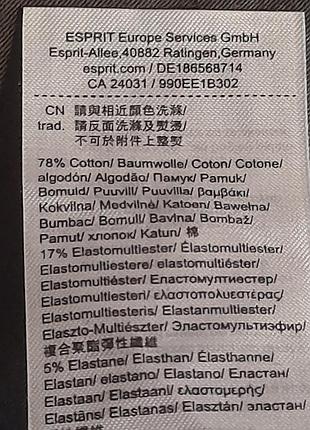 ESPRIT Europe Services GmbH
Esprit-Allee,40882 Ratingen,Germany
esprit.com / DE186568714
CA 24031 / 990EE1B302
CN 請與相近顏色洗滌/
trad. 請反面洗滌及熨燙/
不可於附件上整熨
78% Cotton/ Baumwolle/ Coton/ Cotone/
algodón/ Algodão/ Памук/ Pamuk/
Bomuld/ Puuvill/ Puuvilla/ βαμβάκι/
Kokvilna/ Medvilnė/ Katoen/ Bawełna/
Bumbac/ Bomull/ Bavlna/ Bombaž/
Pamut/ хлопок/ Katun/ 棉
17% Elastomultiester/ Élastomultiester/
Elastomultiestere/ elastomultiéster/
Elastomultiéster/ Еластомултиестер/
Elastomultiesteri/ ελαστοπολυεστέρας/
Elastomultiesteris/ Elastanmultiester/
Elaszto-Multiészter/ Эластомультиэфир/
複合聚酯彈性纖維
5% Elastane/ Elasthan/ Élasthanne/
Elastan/ elastano/ Elastano/ Еластан/
Elastaan/ Elastaani/ ελαστομερής/
Elastāns/ Elastanas/ Elasztán/ эластан/